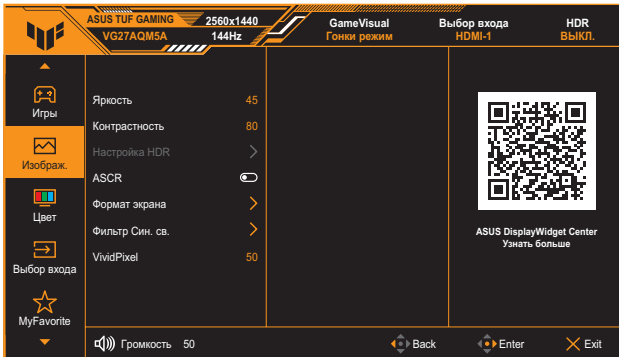 ASUS TUF GAMING
VG27AQM5A
2560x1440
144Hz
GameVisual
Гонки режим
Выбор входа
HDMI-1
HDR
ВЫКЛ.
Игры
Изображ.
Цвет
Выбор входа
MyFavorite
Яркость 45
Контрастность 80
Настройка HDR
ASCR
Формат экрана
Фильтр Син. св.
VividPixel 50
ASUS DisplayWidget Center
Узнать больше
Громкость 50
Back
Enter
Exit